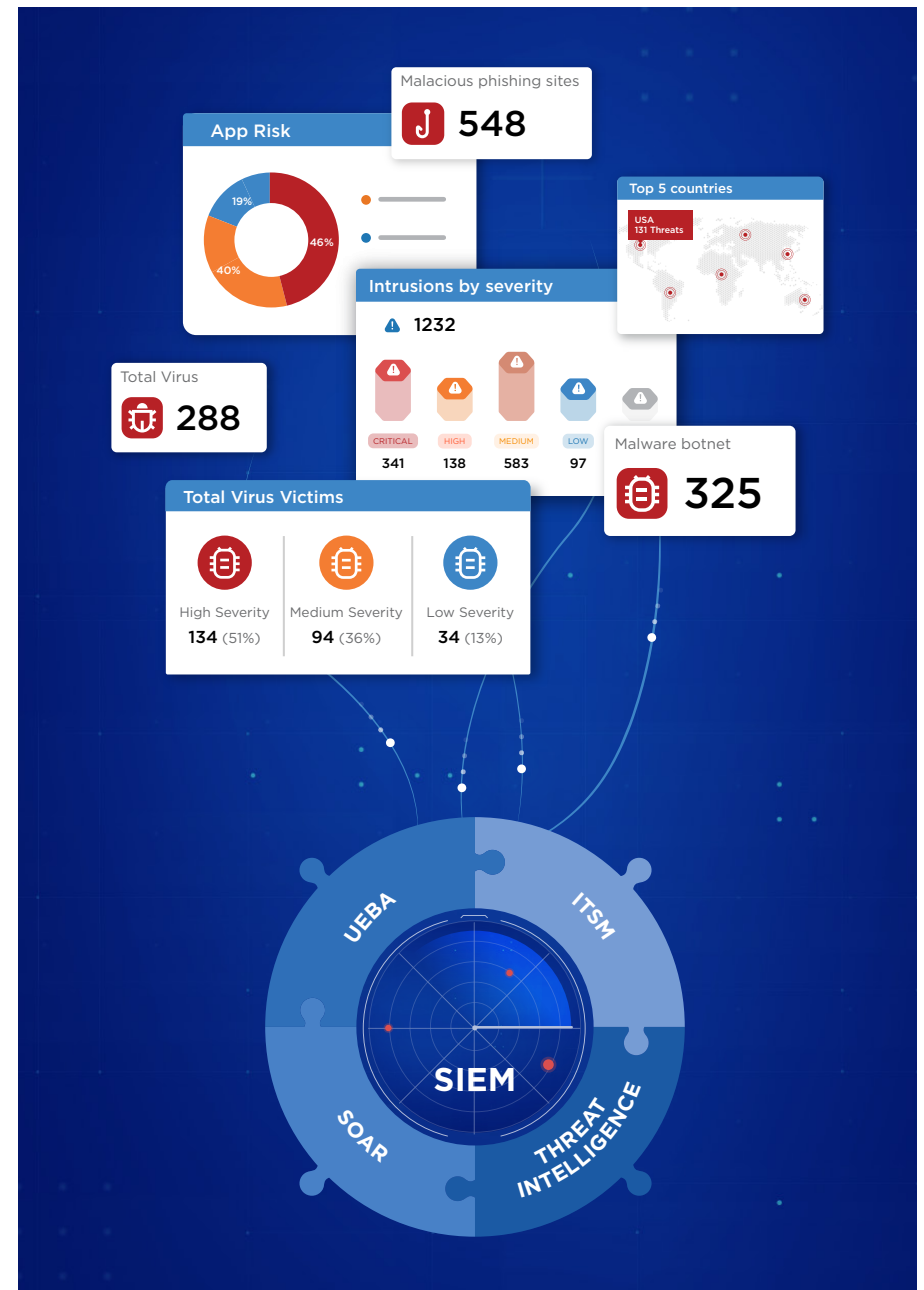 Malacious phishing sites
548
App Risk
19%
46%
40%
Top 5 countries
USA
131 Threats
Intrusions by severity
1232
CRITICAL HIGH MEDIUM LOW
341 138 583 97
Total Virus
288
Malware botnet
325
Total Virus Victims
High Severity Medium Severity Low Severity
134 (51%) 94 (36%) 34 (13%)
UEBA
ITSM
SIEM
SOAR
THREAT
INTELLIGENCE